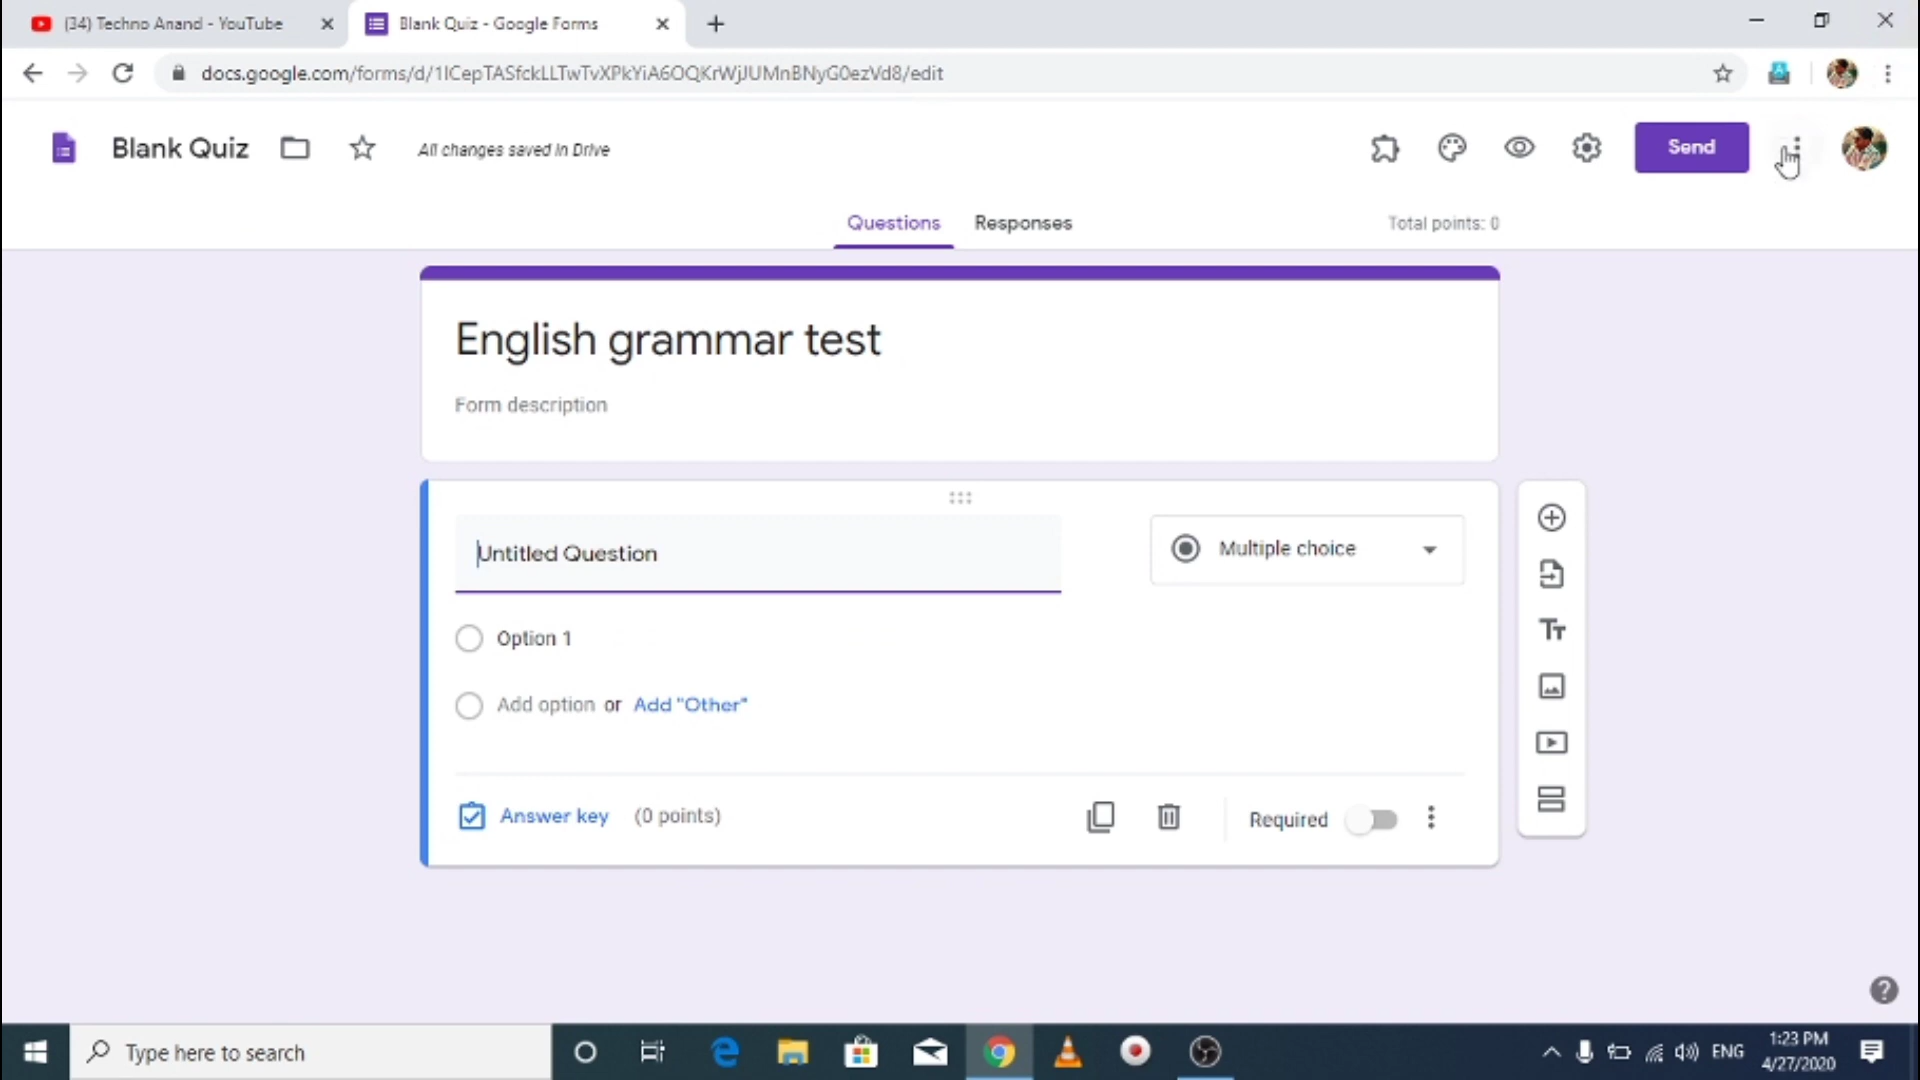 (34) Techno Anand - YouTube
Blank Quiz - Google Forms
docs.google.com/forms/d/1ICepTASfckLLTwTvXPkYiA6OQKrWjJUMnBNyG0ezVd8/edit
Blank Quiz
All changes saved in Drive
Send
Questions
Responses
Total points: 0
English grammar test
Form description
Untitled Question
Multiple choice
Option 1
Add option or Add "Other"
Answer key (0 points)
Required
Type here to search
ENG
1:23 PM
4/27/2020